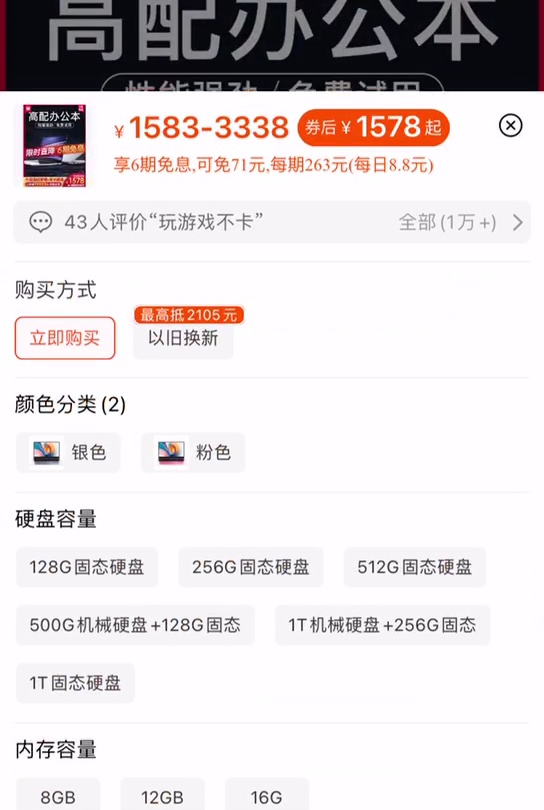 高配办公本
性能强劲/免费试用
高配办公本
限时直降 6期免息
¥1583-3338 券后¥1578起
享6期免息,可免71元,每期263元(每日8.8元)
43人评价“玩游戏不卡” 全部(1万+)
购买方式
最高抵2105元
立即购买 以旧换新
颜色分类(2)
银色 粉色
硬盘容量
128G固态硬盘 256G固态硬盘 512G固态硬盘
500G机械硬盘+128G固态 1T机械硬盘+256G固态
1T固态硬盘
内存容量
8GB 12GB 16G